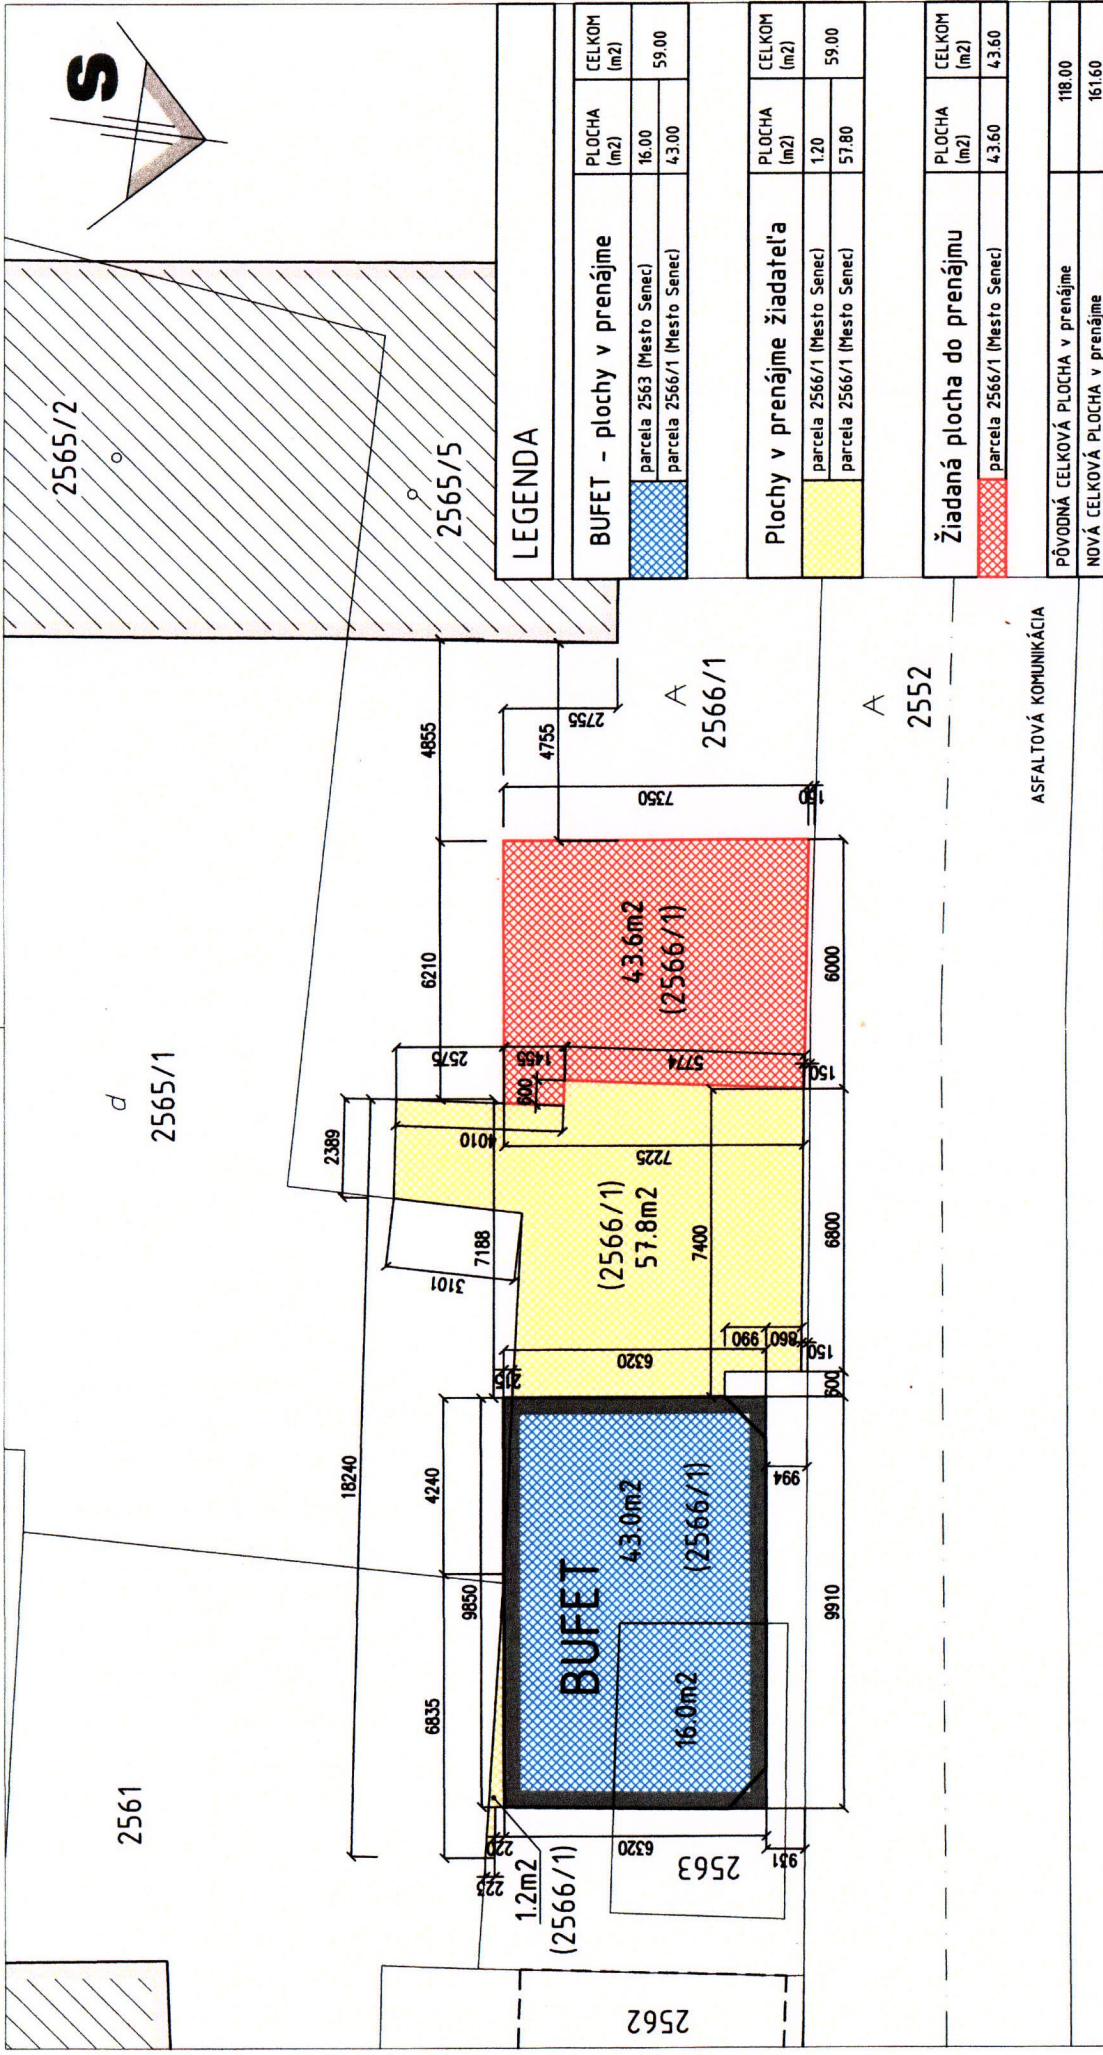 S
2565/2
2565/5
d
2565/1
2561
LEGENDA
BUFET - plochy v prenájme
PLOCHA (m2)
CELKOM (m2)
parcela 2563 (Mesto Senec)
16.00
59.00
parcela 2566/1 (Mesto Senec)
43.00
Plochy v prenájme žiadateľa
PLOCHA (m2)
CELKOM (m2)
parcela 2566/1 (Mesto Senec)
1.20
59.00
parcela 2566/1 (Mesto Senec)
57.80
Žiadaná plocha do prenájmu
PLOCHA (m2)
CELKOM (m2)
parcela 2566/1 (Mesto Senec)
43.60
43.60
PÔVODNÁ CELKOVÁ PLOCHA v prenájme
118.00
NOVÁ CELKOVÁ PLOCHA v prenájme
161.60
2389
18240
6835
4240
6210
4855
9850
7188
3101
2575
4010
1455
600
4755
2755
223
220
1.2m2
(2566/1)
6320
931
2563
2562
BUFET
43.0m2
(2566/1)
16.0m2
994
215
6320
(2566/1)
57.8m2
7400
7225
5774
990
860
150
150
43.6m2
(2566/1)
7350
150
9910
600
6800
6000
A
2566/1
A
2552
ASFALTOVÁ KOMUNIKÁCIA